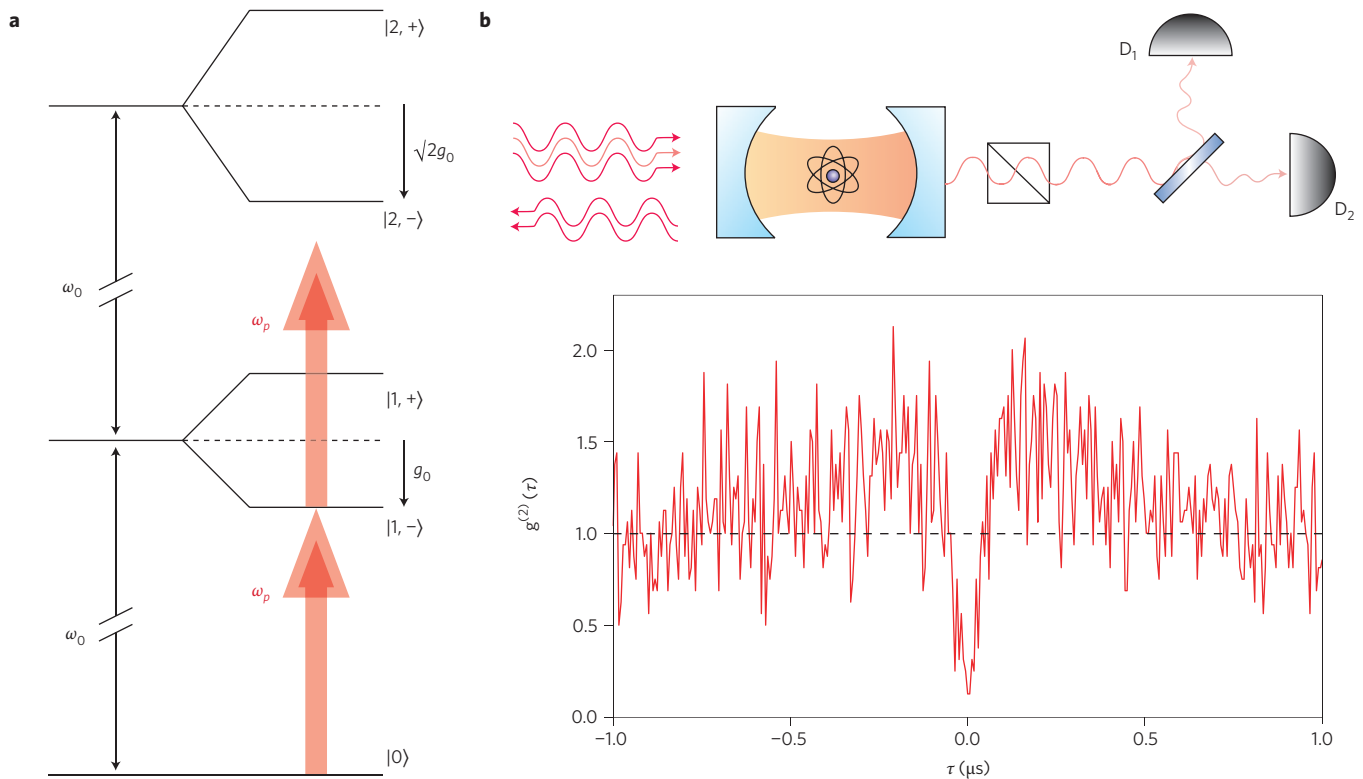 a
|2, +⟩
√2g₀
|2, −⟩
ω₀
ωₚ
|1, +⟩
g₀
|1, −⟩
ωₚ
ω₀
|0⟩
b
D₁
D₂
2.0
1.5
1.0
0.5
0.0
g⁽²⁾(τ)
−1.0
−0.5
0.0
0.5
1.0
τ (μs)